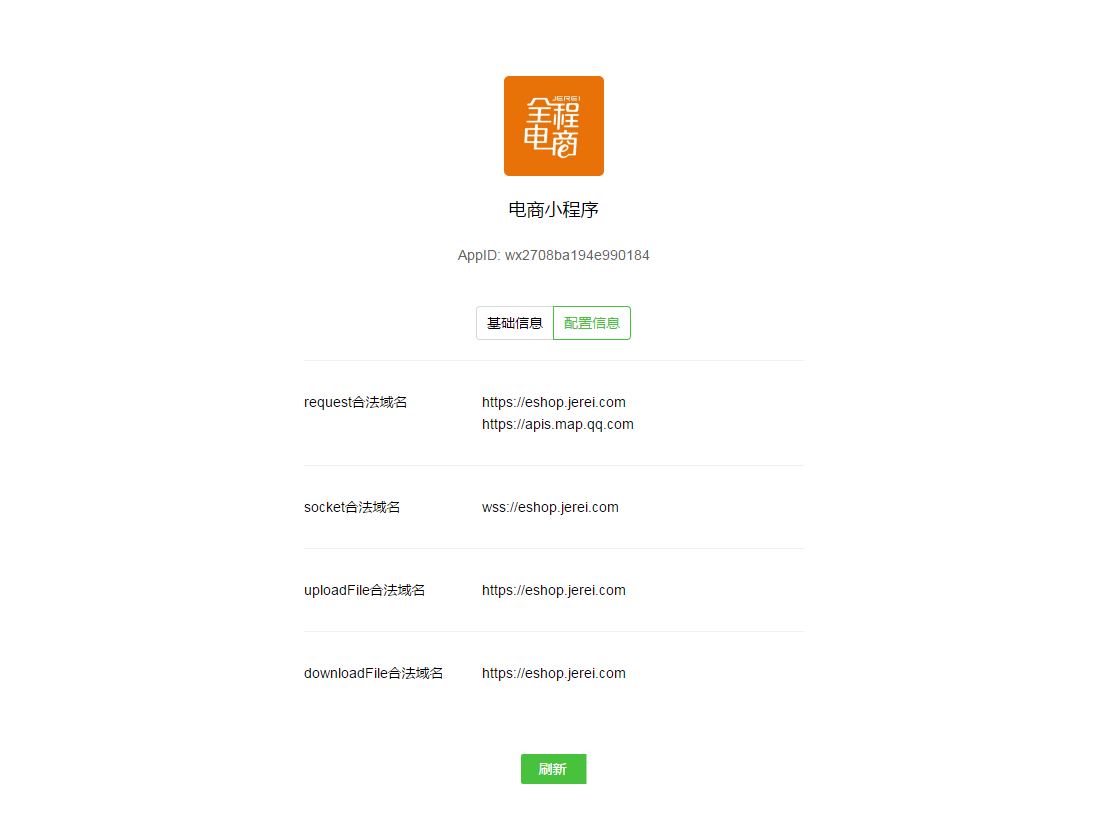 JEREI
全程
电商
电商小程序
AppID: wx2708ba194e990184
基础信息 配置信息
request合法域名 https://eshop.jerei.com
https://apis.map.qq.com
socket合法域名 wss://eshop.jerei.com
uploadFile合法域名 https://eshop.jerei.com
downloadFile合法域名 https://eshop.jerei.com
刷新